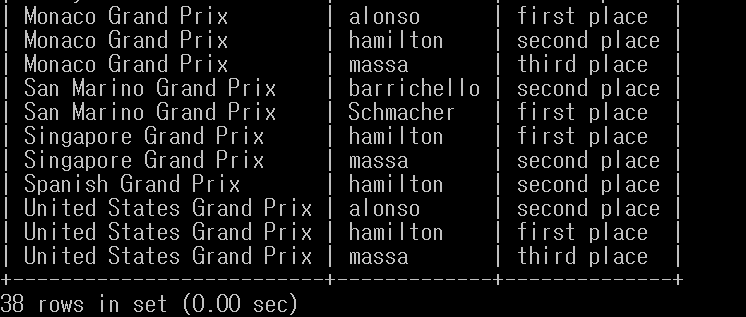 | Monaco Grand Prix | alonso | first place |
| Monaco Grand Prix | hamilton | second place |
| Monaco Grand Prix | massa | third place |
| San Marino Grand Prix | barrichello | second place |
| San Marino Grand Prix | Schmacher | first place |
| Singapore Grand Prix | hamilton | first place |
| Singapore Grand Prix | massa | second place |
| Spanish Grand Prix | hamilton | second place |
| United States Grand Prix | alonso | second place |
| United States Grand Prix | hamilton | first place |
| United States Grand Prix | massa | third place |
+--------------------------+-------------+--------------+
38 rows in set (0.00 sec)